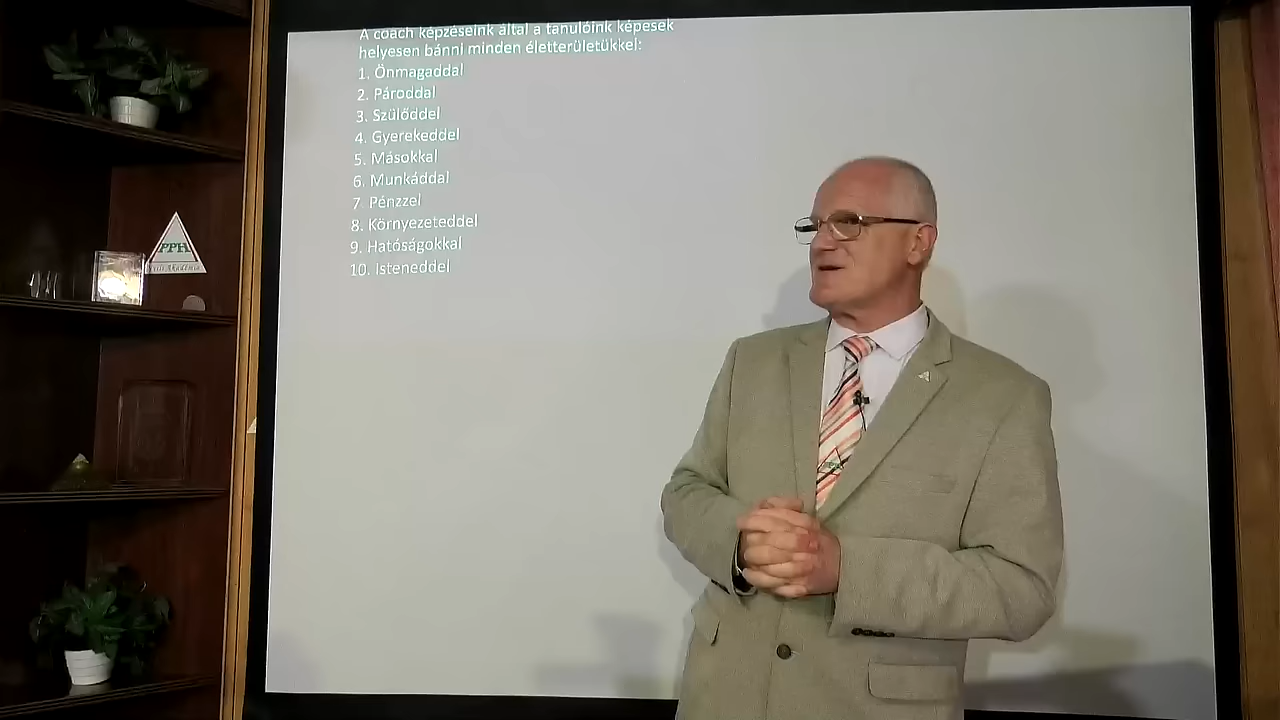 A coach képzéseink által a tanulóink képesek
helyesen bánni minden életterületükkel:
1. Önmagaddal
2. Pároddal
3. Szülőddel
4. Gyerekeddel
5. Másokkal
6. Munkáddal
7. Pénzzel
8. Környezeteddel
9. Hatóságokkal
10. Isteneddel
PPH